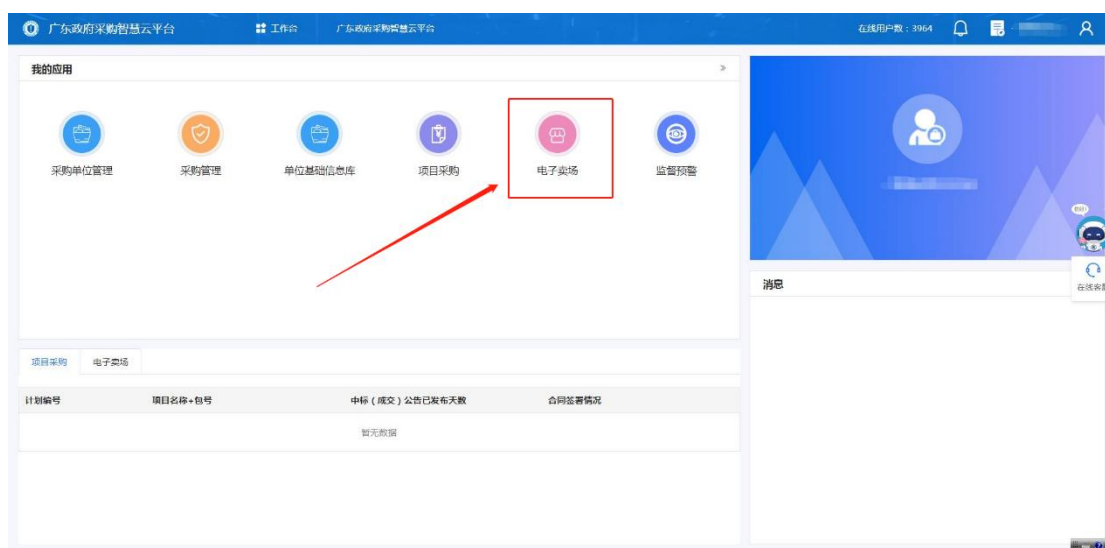 广东政府采购智慧云平台
工作台
广东政府采购智慧云平台
在线用户数：3964
我的应用
采购单位管理
采购管理
单位基础信息库
项目采购
电子卖场
监督预警
消息
项目采购
电子卖场
计划编号
项目名称+包号
中标（成交）公告已发布天数
合同签署情况
暂无数据